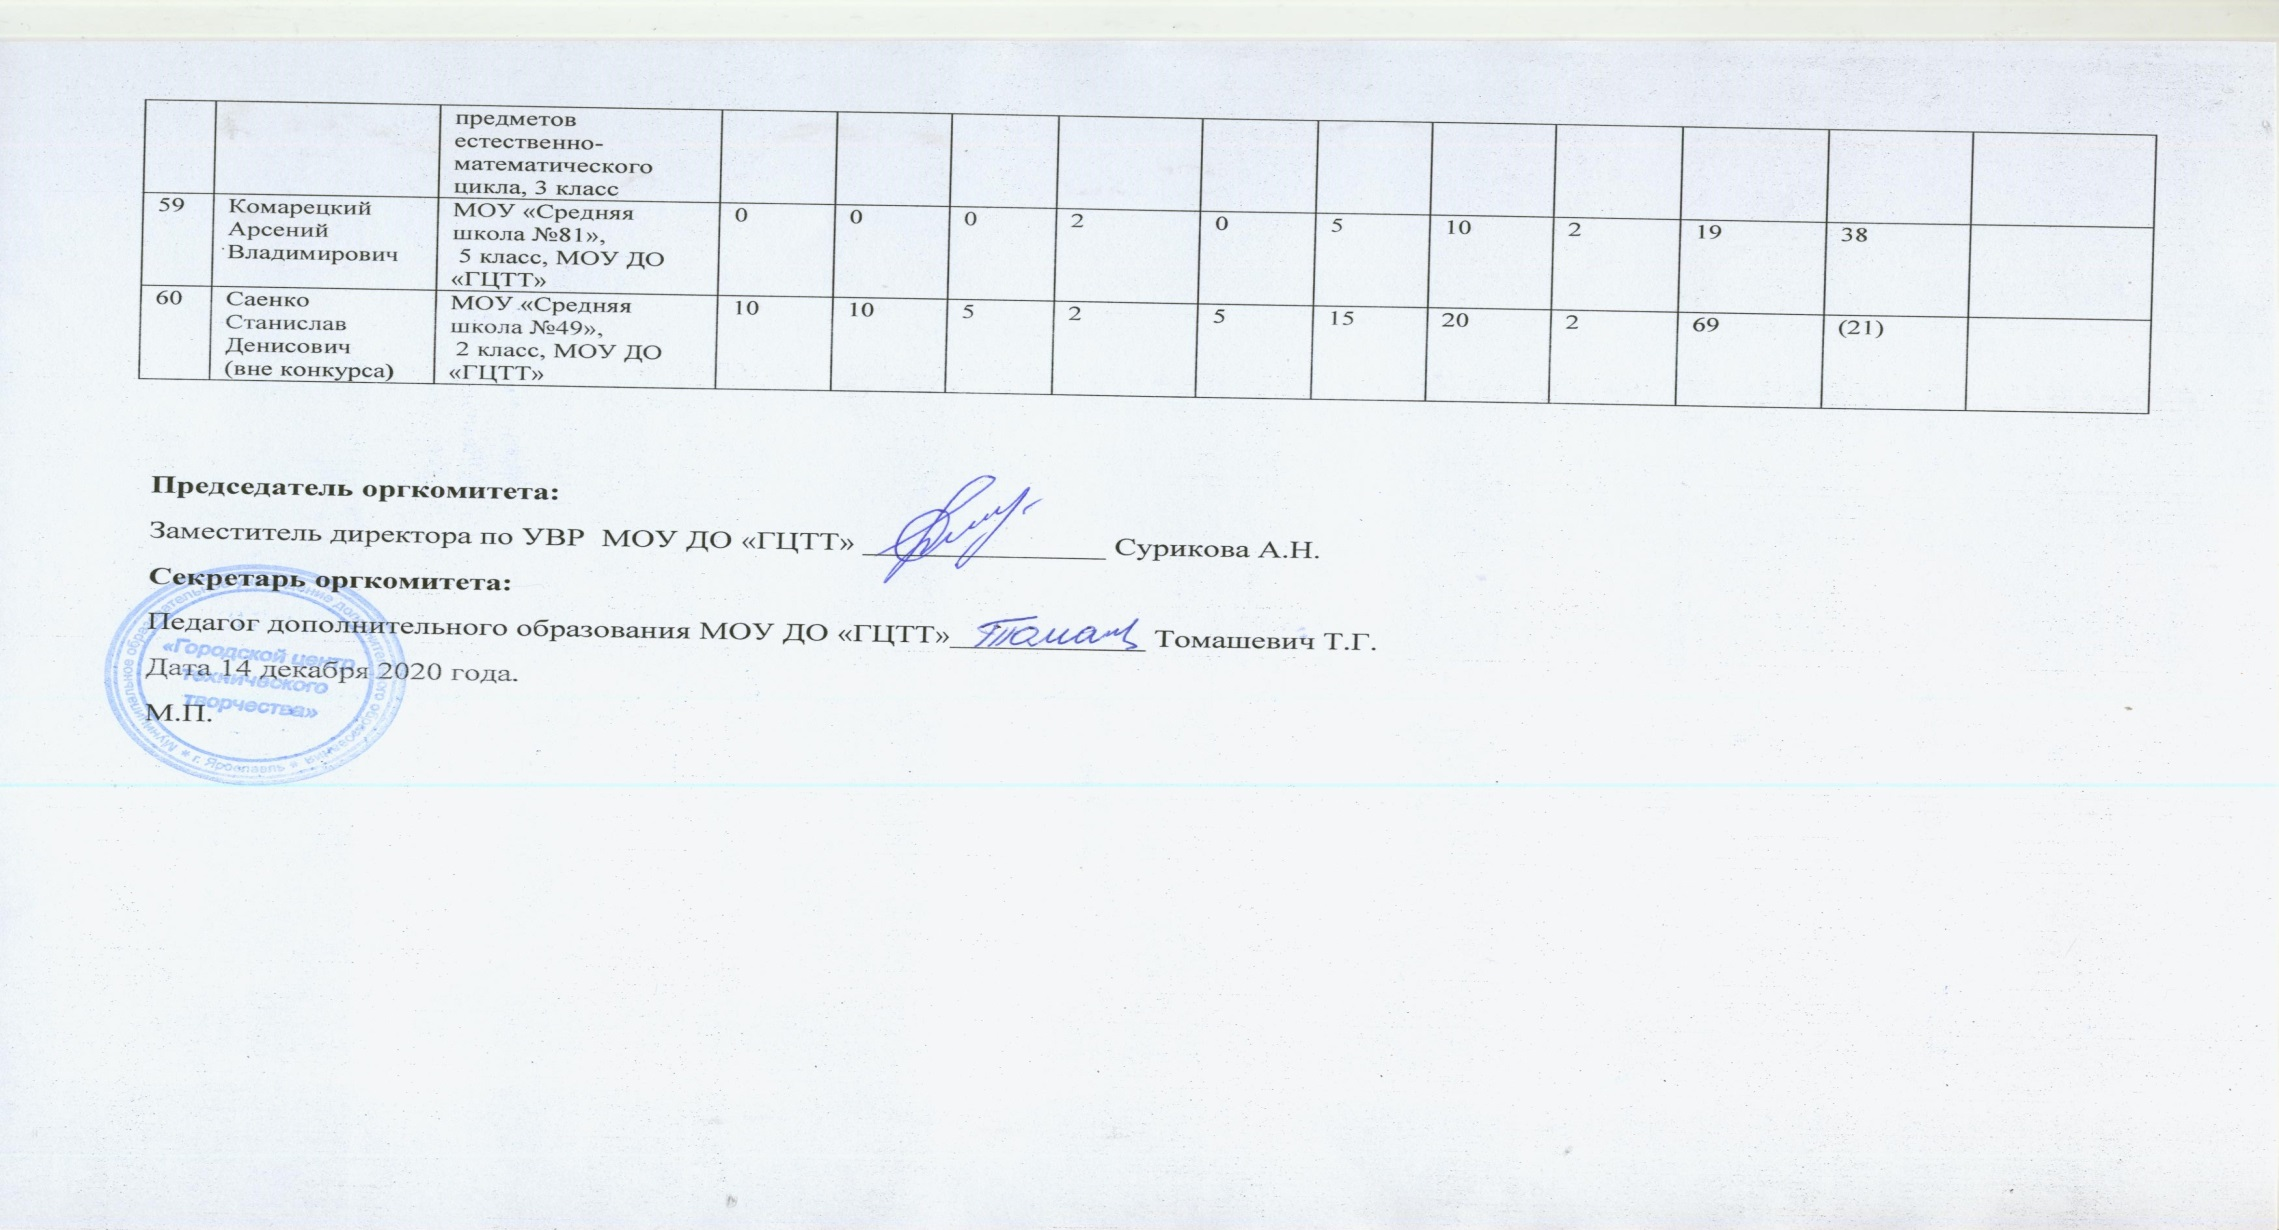 предметов
естественно-
математического
цикла, 3 класс
59 Комарецкий Арсений Владимирович МОУ «Средняя школа №81», 5 класс, МОУ ДО «ГЦТТ» 0 0 0 2 0 5 10 2 19 38
60 Саенко Станислав Денисович (вне конкурса) МОУ «Средняя школа №49», 2 класс, МОУ ДО «ГЦТТ» 10 10 5 2 5 15 20 2 69 (21)
Председатель оргкомитета:
Заместитель директора по УВР МОУ ДО «ГЦТТ» __________________ Сурикова А.Н.
Секретарь оргкомитета:
Педагог дополнительного образования МОУ ДО «ГЦТТ»______________ Томашевич Т.Г.
Дата 14 декабря 2020 года.
М.П.
«Городской центр
технического
творчества»
г. Ярославль